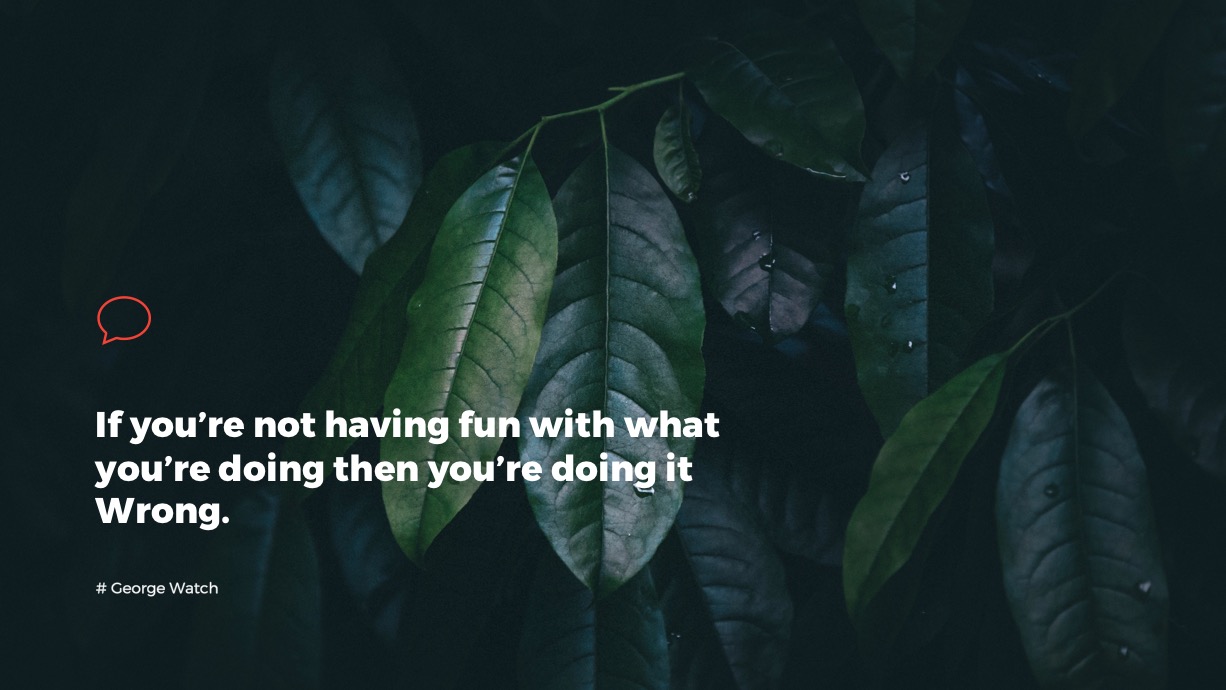 If you’re not having fun with what
you’re doing then you’re doing it
Wrong.
# George Watch